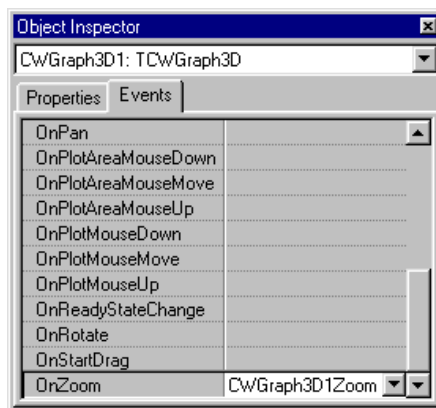 Object Inspector
CWGraph3D1: TCWGraph3D
Properties Events
OnPan
OnPlotAreaMouseDown
OnPlotAreaMouseMove
OnPlotAreaMouseUp
OnPlotMouseDown
OnPlotMouseMove
OnPlotMouseUp
OnReadyStateChange
OnRotate
OnStartDrag
OnZoom CWGraph3D1Zoom